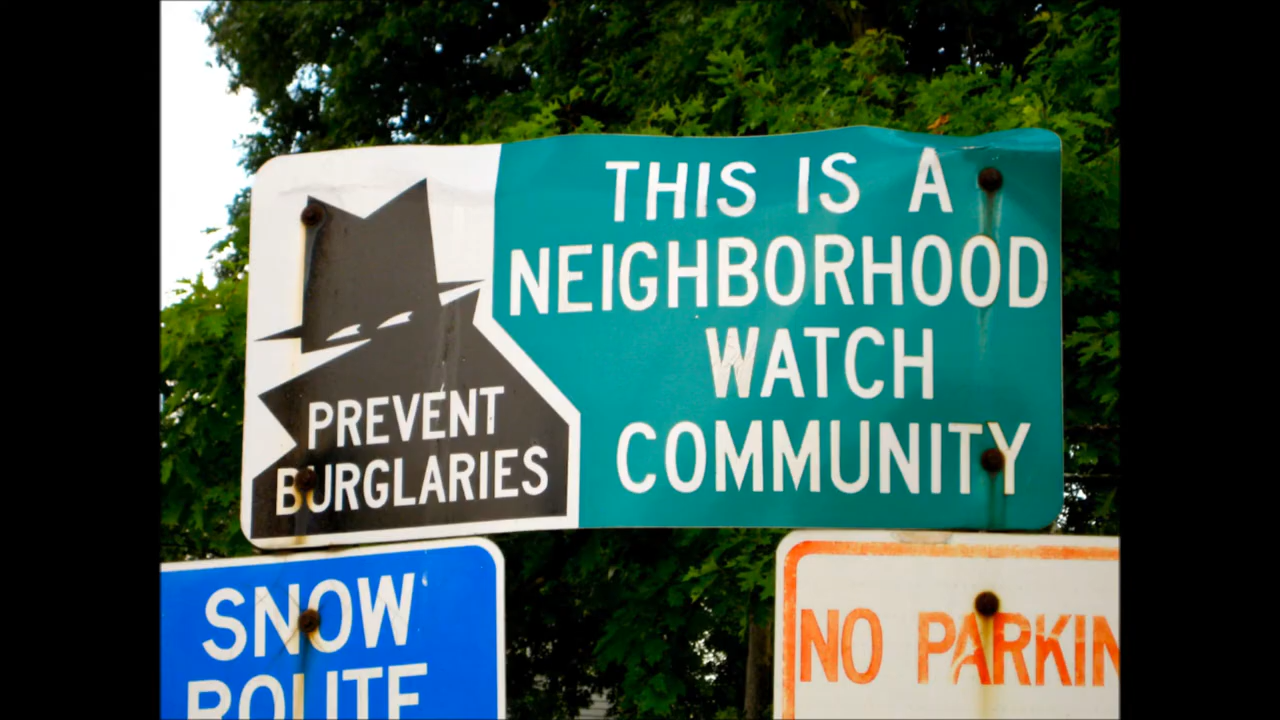 THIS IS A
NEIGHBORHOOD
WATCH
COMMUNITY
PREVENT
BURGLARIES
SNOW
ROUTE
NO PARKIN